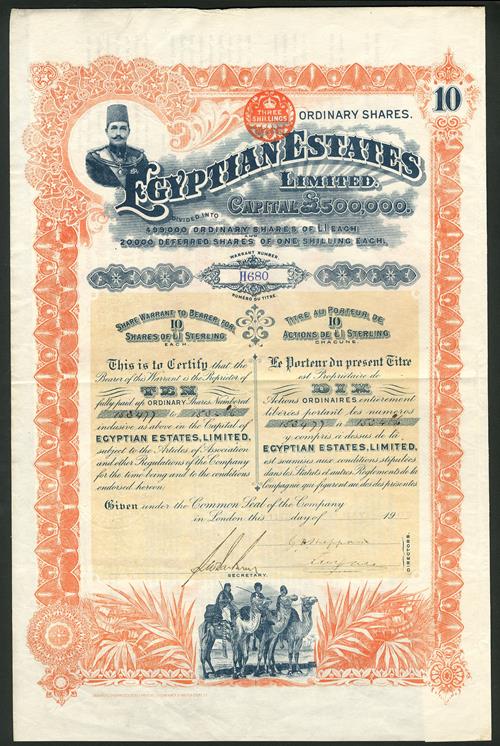 THREE SHILLINGS
ORDINARY SHARES.
10
EGYPTIAN ESTATES
LIMITED.
CAPITAL £500,000.
DIVIDED INTO
499,000 ORDINARY SHARES OF £1 EACH
20,000 DEFERRED SHARES OF ONE SHILLING EACH.
WARRANT NUMBER.
H680
NUMÉRO DU TITRE.
SHARE WARRANT TO BEARER FOR
10
SHARES OF £1 STERLING
EACH.
This is to Certify that the
Bearer of this Warrant is the Proprietor of
TEN
fully paid up ORDINARY Shares Numbered
to
inclusive as above in the Capital of
EGYPTIAN ESTATES, LIMITED,
subject to the Articles of Association
and other Regulations of the Company
for the time being and to the conditions
endorsed hereon.
TITRE AU PORTEUR DE
10
ACTIONS DE £1 STERLING
CHACUNE.
Le Porteur du present Titre
est Propriétaire de
DIX
Actions ORDINAIRES entièrement
libérées portant les numéros
à
y compris à dessus de la
EGYPTIAN ESTATES, LIMITED,
est soumises aux conditions stipulées
dans les Statuts et autres Reglements de la
Compagnie qui figurent au dos des présentes
Given under the Common Seal of the Company
in London this day of 19
SECRETARY.
DIRECTORS.